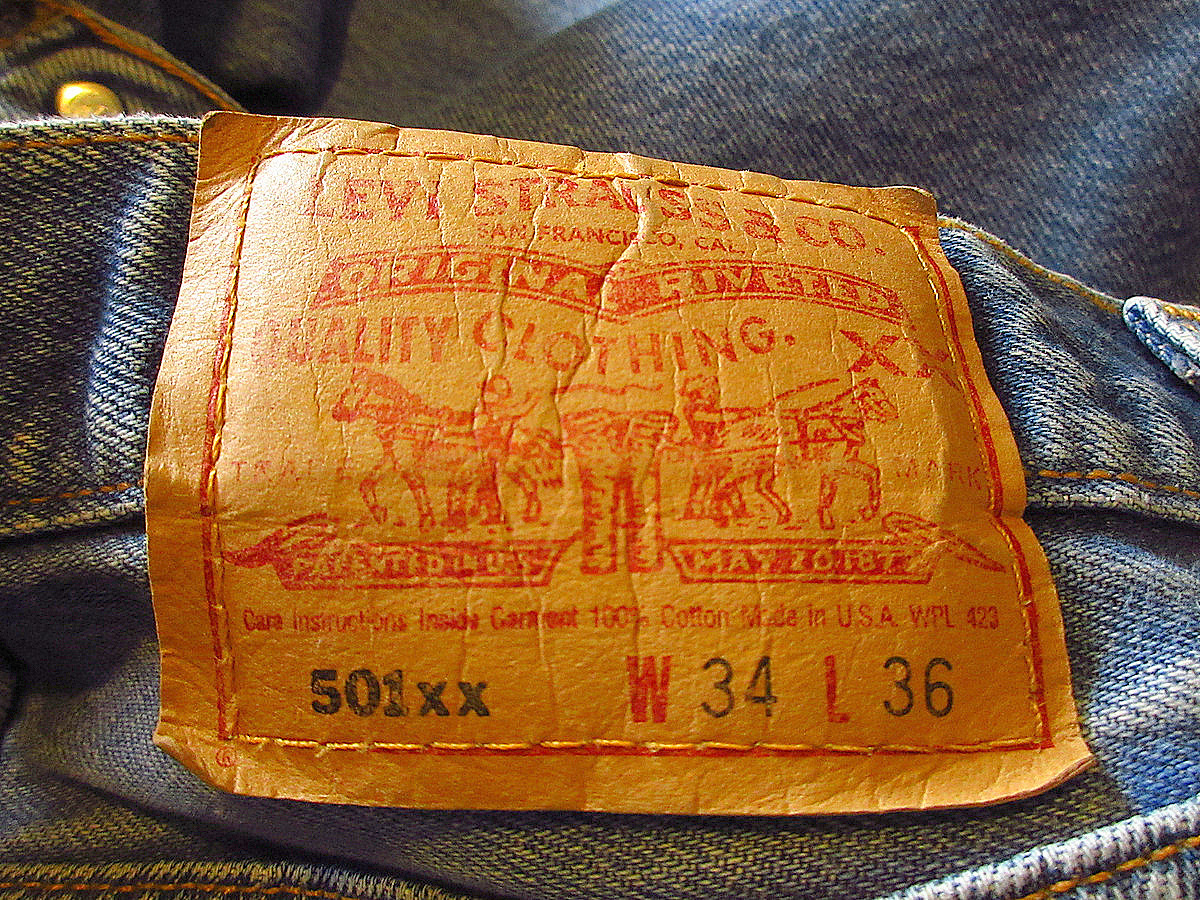 LEVI STRAUSS & CO.
SAN FRANCISCO, CAL.
ORIGINAL RIVETED
QUALITY CLOTHING. XX
TRADE MARK
PATENTED IN U.S. MAY 20 1873
Care Instructions Inside Garment 100% Cotton Made in U.S.A. WPL 423
501xx W 34 L 36